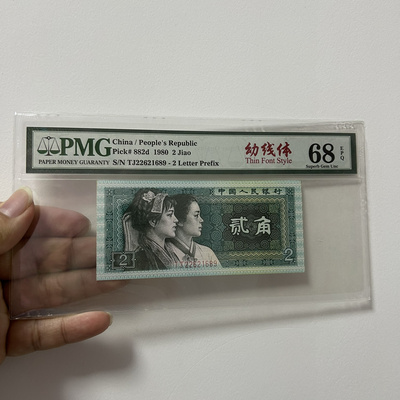 PMG
PAPER MONEY GUARANTY
China / People's Republic
Pick# 882d 1980 2 Jiao
S/N TJ22621689 - 2 Letter Prefix
幼线体
Thin Font Style
68 EPQ
Superb Gem Unc
中国人民银行
贰角
TJ22621689
2
2